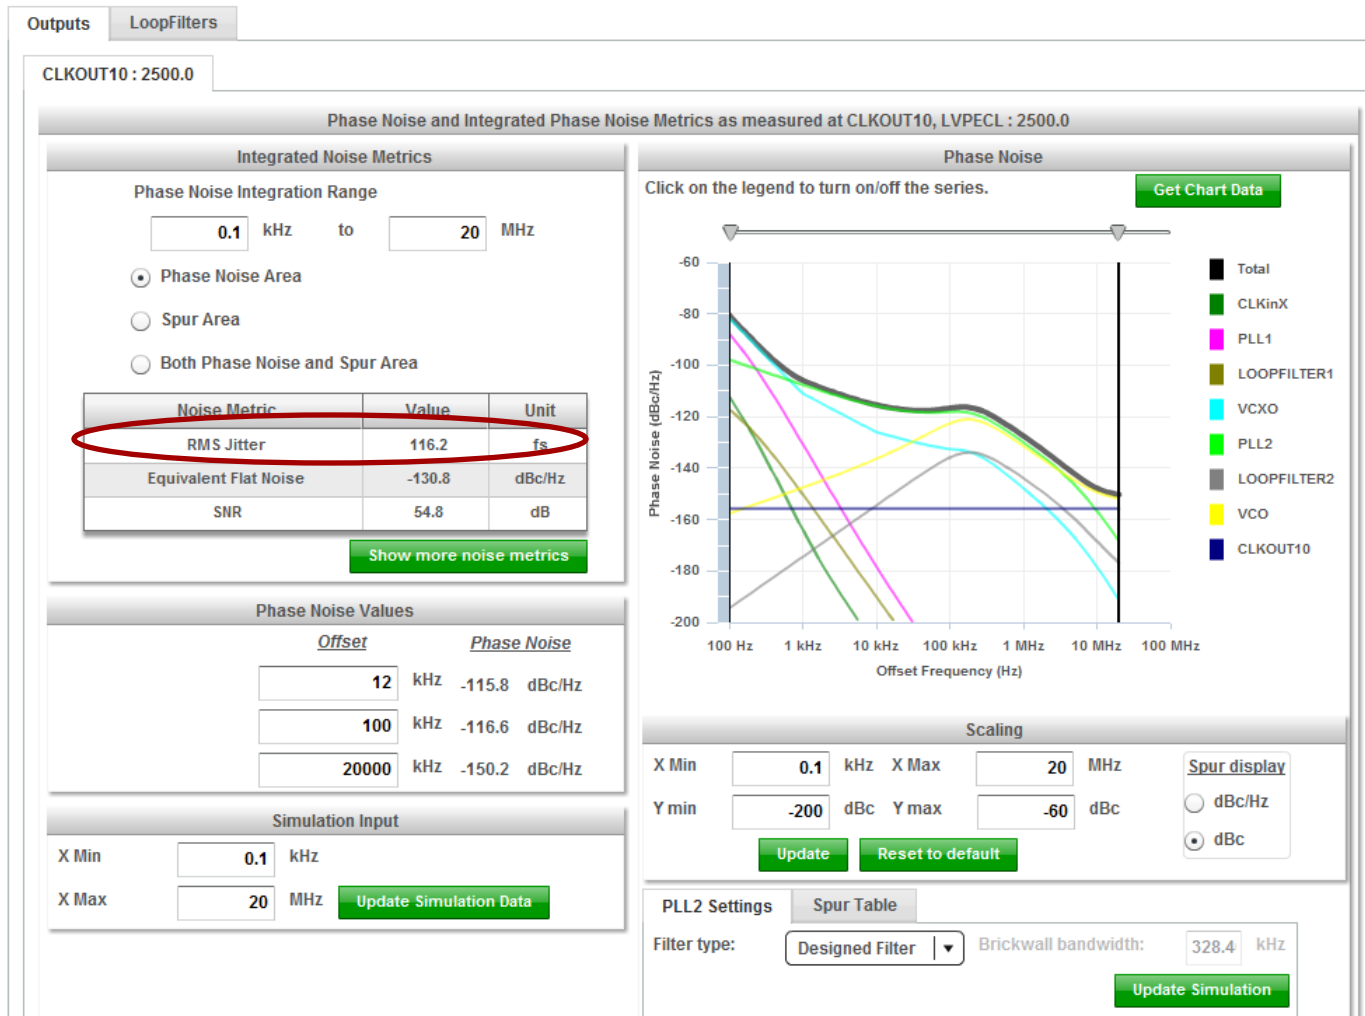 Outputs LoopFilters
CLKOUT10 : 2500.0
Phase Noise and Integrated Phase Noise Metrics as measured at CLKOUT10, LVPECL : 2500.0
Integrated Noise Metrics
Phase Noise Integration Range
0.1 kHz to 20 MHz
Phase Noise Area
Spur Area
Both Phase Noise and Spur Area
Noise Metric Value Unit
RMS Jitter 116.2 fs
Equivalent Flat Noise -130.8 dBc/Hz
SNR 54.8 dB
Show more noise metrics
Phase Noise Values
Offset Phase Noise
12 kHz -115.8 dBc/Hz
100 kHz -116.6 dBc/Hz
20000 kHz -150.2 dBc/Hz
Simulation Input
X Min 0.1 kHz
X Max 20 MHz Update Simulation Data
Phase Noise
Click on the legend to turn on/off the series.
Get Chart Data
-60
-80
-100
-120
-140
-160
-180
-200
Phase Noise (dBc/Hz)
100 Hz 1 kHz 10 kHz 100 kHz 1 MHz 10 MHz 100 MHz
Offset Frequency (Hz)
Total
CLKinX
PLL1
LOOPFILTER1
VCXO
PLL2
LOOPFILTER2
VCO
CLKOUT10
Scaling
X Min 0.1 kHz X Max 20 MHz
Y min -200 dBc Y max -60 dBc
Update Reset to default
Spur display
dBc/Hz
dBc
PLL2 Settings Spur Table
Filter type: Designed Filter Brickwall bandwidth: 328.4 kHz
Update Simulation